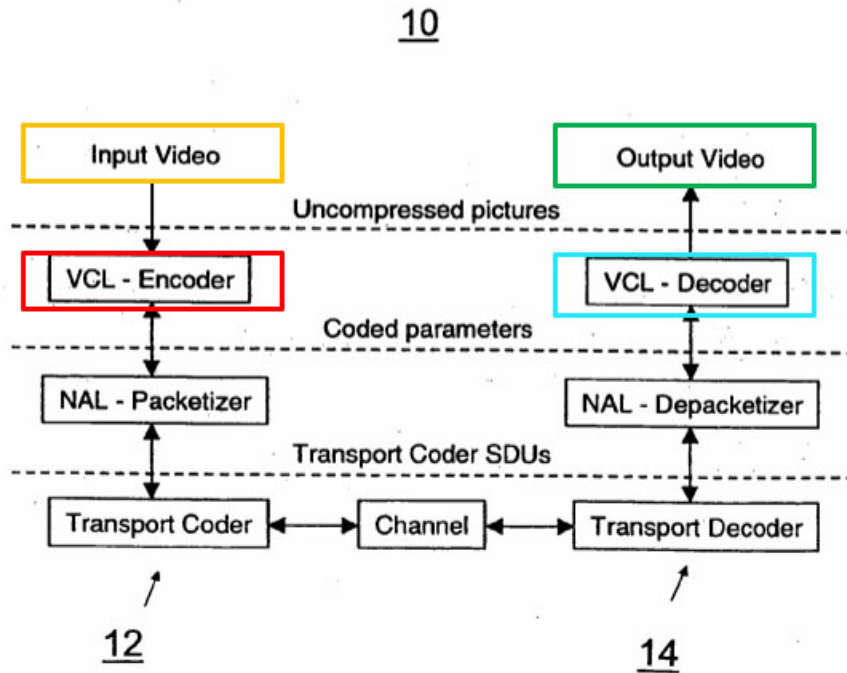 10
Input Video
Output Video
Uncompressed pictures
VCL - Encoder
VCL - Decoder
Coded parameters
NAL - Packetizer
NAL - Depacketizer
Transport Coder SDUs
Transport Coder
Channel
Transport Decoder
12
14